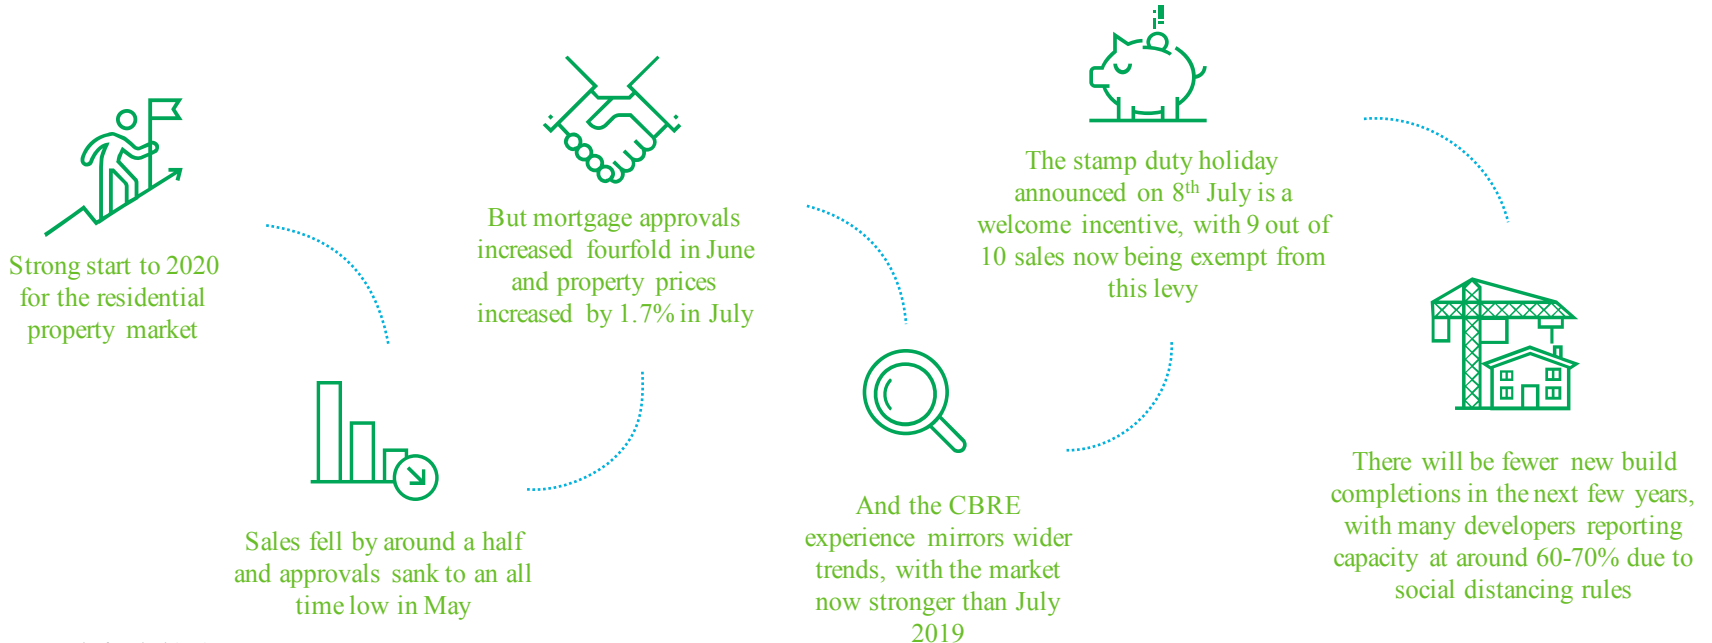 Strong start to 2020
for the residential
property market
Sales fell by around a half
and approvals sank to an all
time low in May
But mortgage approvals
increased fourfold in June
and property prices
increased by 1.7% in July
And the CBRE
experience mirrors wider
trends, with the market
now stronger than July
2019
The stamp duty holiday
announced on 8th July is a
welcome incentive, with 9 out of
10 sales now being exempt from
this levy
There will be fewer new build
completions in the next few years,
with many developers reporting
capacity at around 60-70% due to
social distancing rules